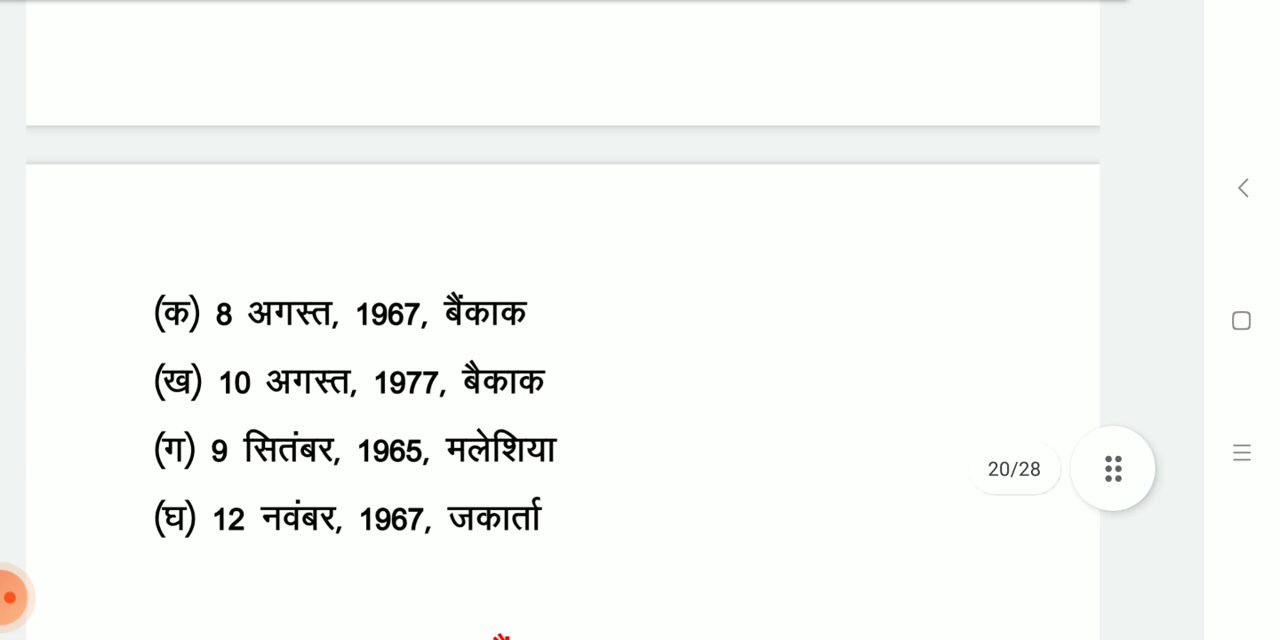 (क) 8 अगस्त, 1967, बैंकाक
(ख) 10 अगस्त, 1977, बैकाक
(ग) 9 सितंबर, 1965, मलेशिया
(घ) 12 नवंबर, 1967, जकार्ता
20/28